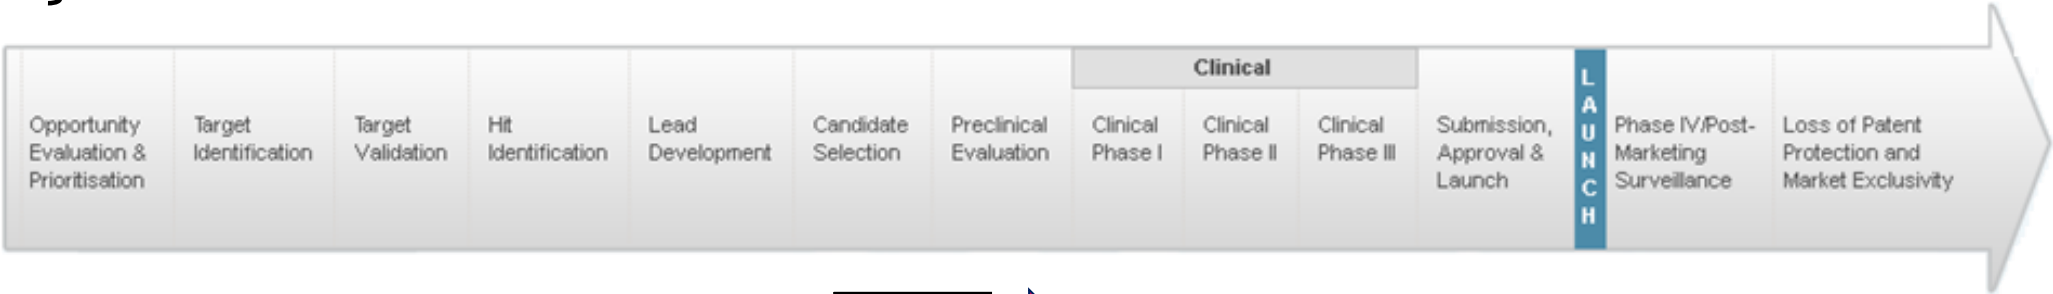 Clinical
Opportunity
Evaluation &
Prioritisation
Target
Identification
Target
Validation
Hit
Identification
Lead
Development
Candidate
Selection
Preclinical
Evaluation
Clinical
Phase I
Clinical
Phase II
Clinical
Phase III
Submission,
Approval &
Launch
LAUNCH
Phase IV/Post-
Marketing
Surveillance
Loss of Patent
Protection and
Market Exclusivity